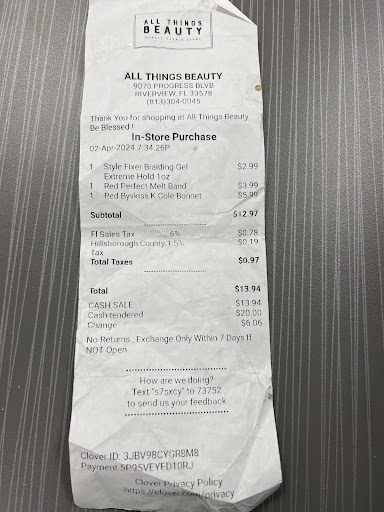 ALL THINGS
BEAUTY
ALL THINGS BEAUTY
9070 PROGRESS BLVB
RIVERVIEW, FL 33578
(813)304-0045
Thank You for shopping at All Things Beauty
Be Blessed !
In-Store Purchase
02-Apr-2024 7:34:26P
1 Style Fixer Braiding Gel $2.99
Extreme Hold 1oz
1 Red Perfect Melt Band $3.99
1 Red Byvkiss K Cole Bonnet $5.99
Subtotal $12.97
Fl Sales Tax 6% $0.78
Hillsborough County 1.5% $0.19
Tax
Total Taxes $0.97
Total $13.94
CASH SALE $13.94
Cash tendered $20.00
Change $6.06
No Returns , Exchange Only Within 7 Days If
NOT Open
How are we doing?
Text "s7sxcy" to 73752
to send us your feedback
Clover ID: 3JBV98CYGR8M8
Payment 5P95VEYED10RJ
Clover Privacy Policy
https://clover.com/privacy